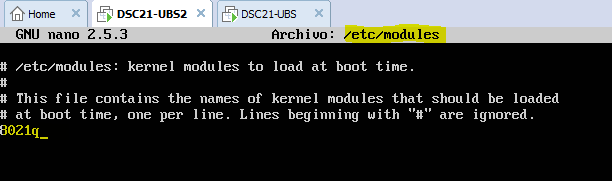 Home
DSC21-UBS2
DSC21-UBS
GNU nano 2.5.3 Archivo: /etc/modules
# /etc/modules: kernel modules to load at boot time.
#
# This file contains the names of kernel modules that should be loaded
# at boot time, one per line. Lines beginning with "#" are ignored.
8021q_